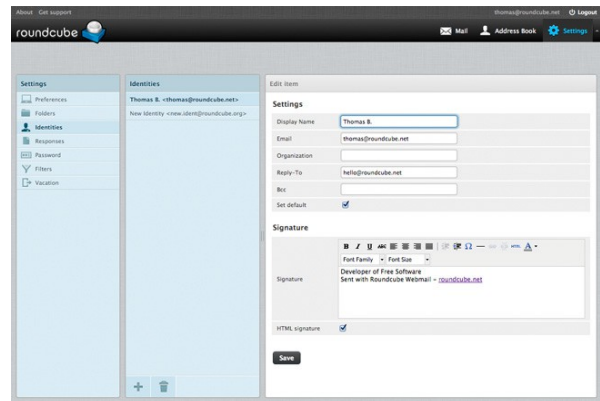 About Get support
thomas@roundcube.net Logout
roundcube
Mail Address Book Settings
Settings
Preferences
Folders
Identities
Responses
Password
Filters
Vacation
Identities
Thomas B. <thomas@roundcube.net>
New Identity <new.ident@roundcube.org>
Edit item
Settings
Display Name Thomas B.
Email thomas@roundcube.net
Organization
Reply-To hello@roundcube.net
Bcc
Set default
Signature
B I U ABC HTML A
Font Family Font Size
Signature
Developer of Free Software
Sent with Roundcube Webmail - roundcube.net
HTML signature
Save